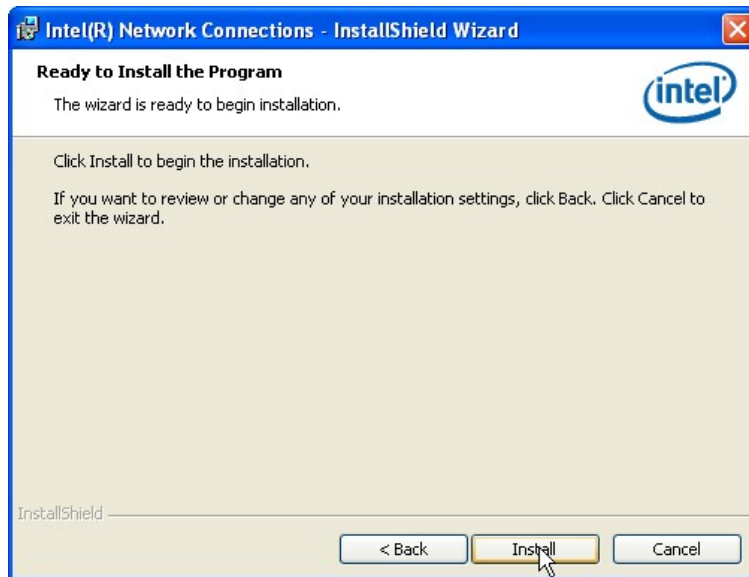 Intel(R) Network Connections - InstallShield Wizard
Ready to Install the Program
The wizard is ready to begin installation.
intel
Click Install to begin the installation.
If you want to review or change any of your installation settings, click Back. Click Cancel to
exit the wizard.
InstallShield
< Back
Install
Cancel